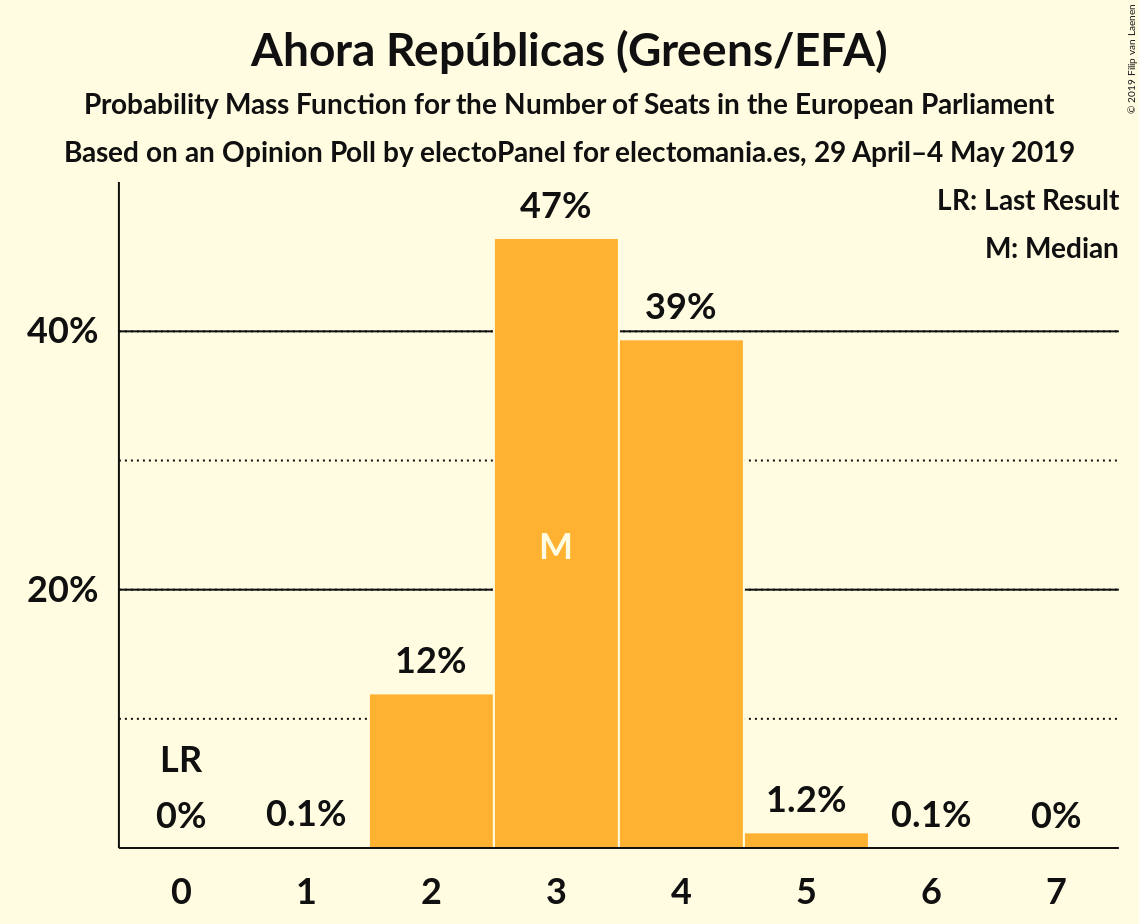 Ahora Repúblicas (Greens/EFA)
Probability Mass Function for the Number of Seats in the European Parliament
Based on an Opinion Poll by electoPanel for electomania.es, 29 April–4 May 2019
© 2019 Filip van Laenen
LR: Last Result
M: Median
47%
39%
40%
M
20%
12%
LR
0%
0.1%
1.2%
0.1%
0%
0 1 2 3 4 5 6 7